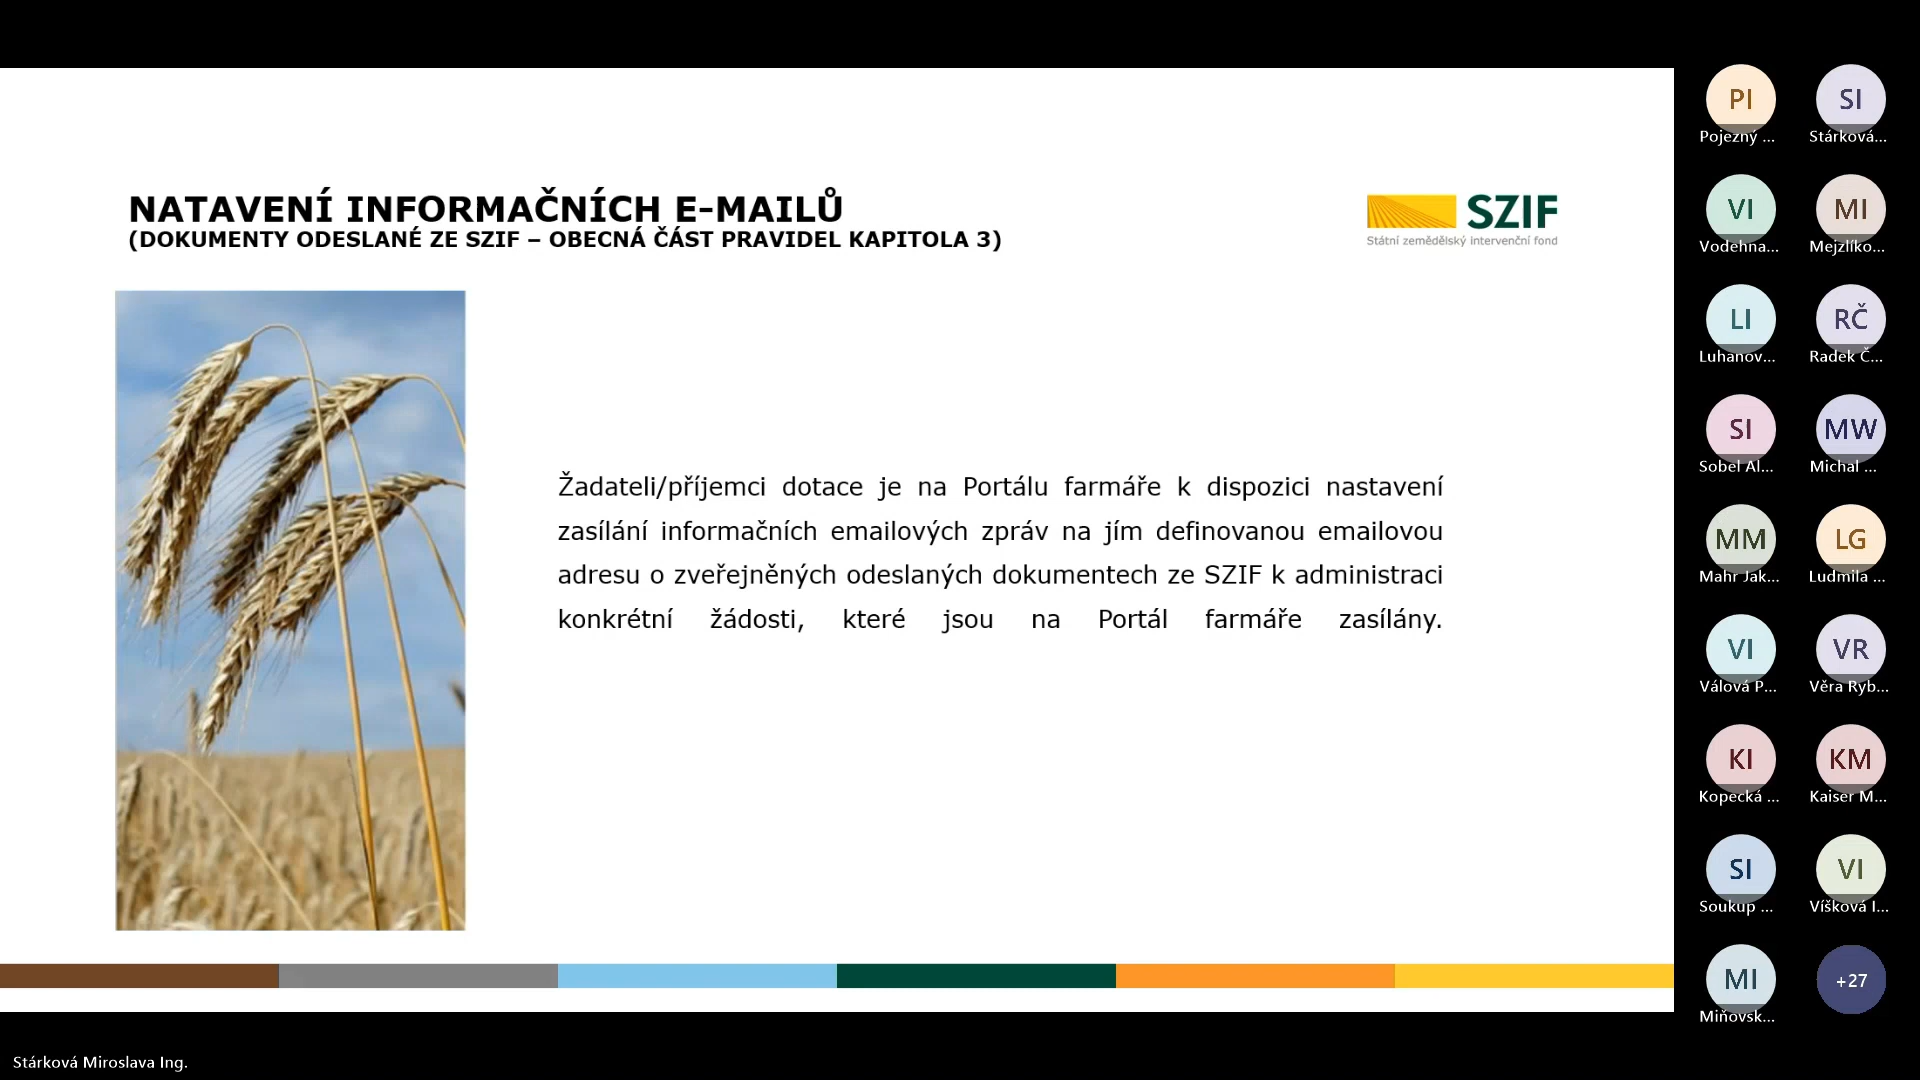 NATAVENÍ INFORMAČNÍCH E-MAILŮ
(DOKUMENTY ODESLANÉ ZE SZIF – OBECNÁ ČÁST PRAVIDEL KAPITOLA 3)
SZIF
Státní zemědělský intervenční fond
Žadateli/příjemci dotace je na Portálu farmáře k dispozici nastavení
zasílání informačních emailových zpráv na jím definovanou emailovou
adresu o zveřejněných odeslaných dokumentech ze SZIF k administraci
konkrétní žádosti, které jsou na Portál farmáře zasílány.
PI
Pojezný ...
SI
Stárková...
VI
Vodehna...
MI
Mejzlíko...
LI
Luhanov...
RČ
Radek Č...
SI
Sobel Al...
MW
Michal ...
MM
Mahr Jak...
LG
Ludmila ...
VI
Válová P...
VR
Věra Ryb...
KI
Kopecká ...
KM
Kaiser M...
SI
Soukup ...
VI
Víšková I...
MI
Miňovsk...
+27
Stárková Miroslava Ing.